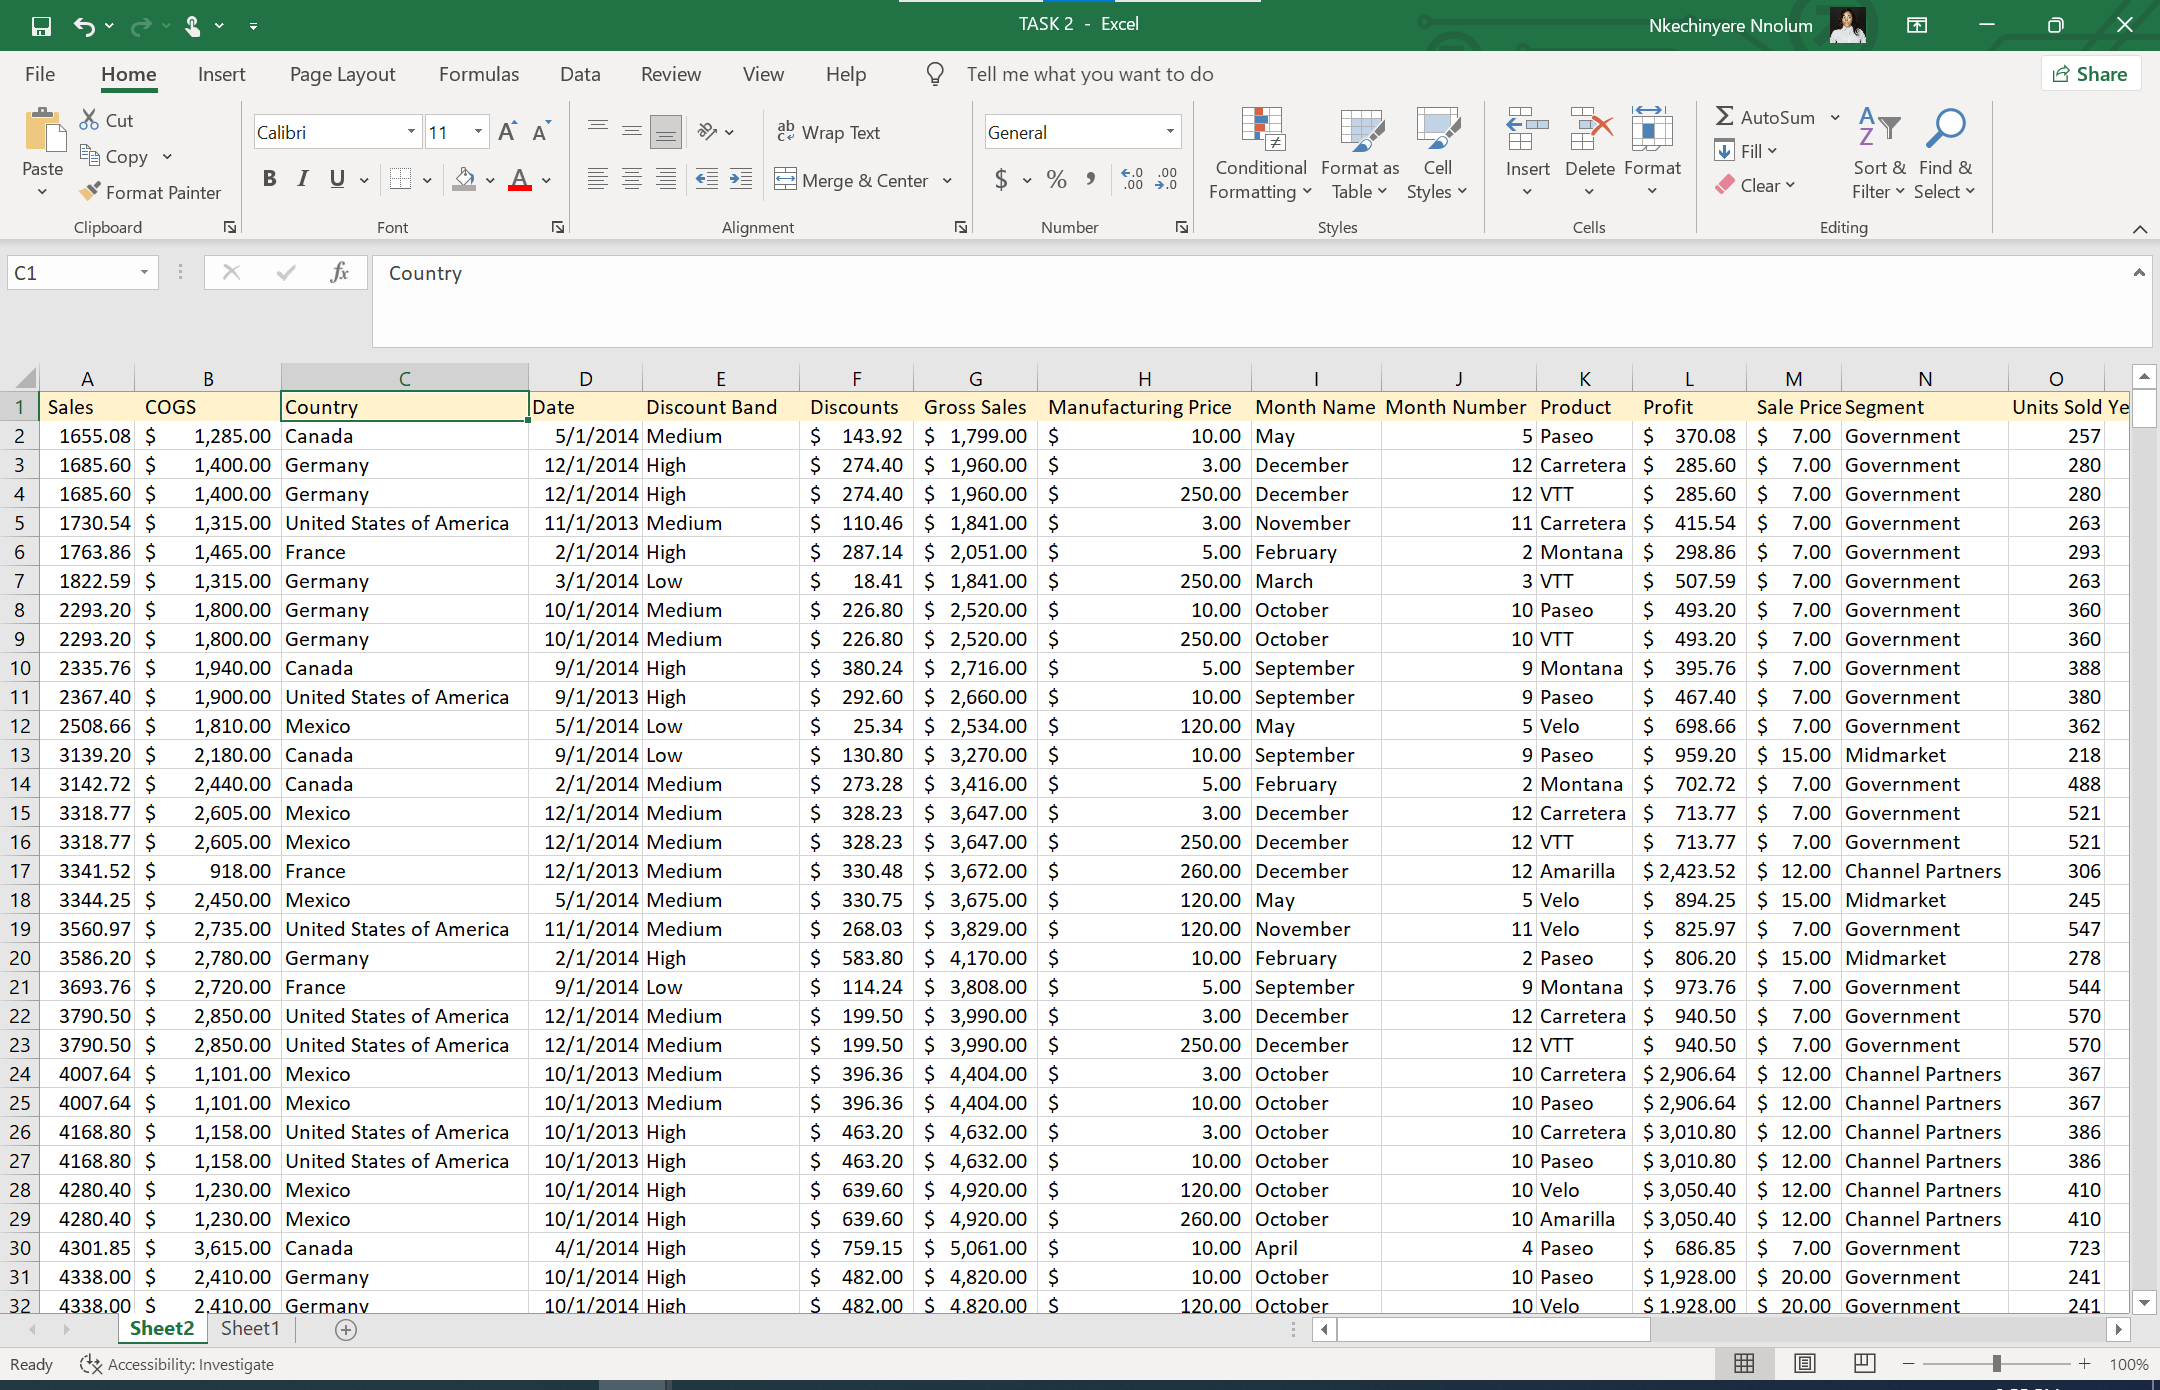 TASK 2 - Excel
Nkechinyere Nnolum
File Home Insert Page Layout Formulas Data Review View Help Tell me what you want to do Share
Paste Cut Copy Format Painter Clipboard
Calibri 11 A A B I U A Font
ab Wrap Text Merge & Center Alignment
General $ % , Number
Conditional Formatting Format as Table Cell Styles Styles
Insert Delete Format Cells
AutoSum Fill Clear Sort & Filter Find & Select Editing
C1 fx Country
A B C D E F G H I J K L M N O
1 Sales COGS Country Date Discount Band Discounts Gross Sales Manufacturing Price Month Name Month Number Product Profit Sale Price Segment Units Sold Ye
2 1655.08 $ 1,285.00 Canada 5/1/2014 Medium $ 143.92 $ 1,799.00 $ 10.00 May 5 Paseo $ 370.08 $ 7.00 Government 257
3 1685.60 $ 1,400.00 Germany 12/1/2014 High $ 274.40 $ 1,960.00 $ 3.00 December 12 Carretera $ 285.60 $ 7.00 Government 280
4 1685.60 $ 1,400.00 Germany 12/1/2014 High $ 274.40 $ 1,960.00 $ 250.00 December 12 VTT $ 285.60 $ 7.00 Government 280
5 1730.54 $ 1,315.00 United States of America 11/1/2013 Medium $ 110.46 $ 1,841.00 $ 3.00 November 11 Carretera $ 415.54 $ 7.00 Government 263
6 1763.86 $ 1,465.00 France 2/1/2014 High $ 287.14 $ 2,051.00 $ 5.00 February 2 Montana $ 298.86 $ 7.00 Government 293
7 1822.59 $ 1,315.00 Germany 3/1/2014 Low $ 18.41 $ 1,841.00 $ 250.00 March 3 VTT $ 507.59 $ 7.00 Government 263
8 2293.20 $ 1,800.00 Germany 10/1/2014 Medium $ 226.80 $ 2,520.00 $ 10.00 October 10 Paseo $ 493.20 $ 7.00 Government 360
9 2293.20 $ 1,800.00 Germany 10/1/2014 Medium $ 226.80 $ 2,520.00 $ 250.00 October 10 VTT $ 493.20 $ 7.00 Government 360
10 2335.76 $ 1,940.00 Canada 9/1/2014 High $ 380.24 $ 2,716.00 $ 5.00 September 9 Montana $ 395.76 $ 7.00 Government 388
11 2367.40 $ 1,900.00 United States of America 9/1/2013 High $ 292.60 $ 2,660.00 $ 10.00 September 9 Paseo $ 467.40 $ 7.00 Government 380
12 2508.66 $ 1,810.00 Mexico 5/1/2014 Low $ 25.34 $ 2,534.00 $ 120.00 May 5 Velo $ 698.66 $ 7.00 Government 362
13 3139.20 $ 2,180.00 Canada 9/1/2014 Low $ 130.80 $ 3,270.00 $ 10.00 September 9 Paseo $ 959.20 $ 15.00 Midmarket 218
14 3142.72 $ 2,440.00 Canada 2/1/2014 Medium $ 273.28 $ 3,416.00 $ 5.00 February 2 Montana $ 702.72 $ 7.00 Government 488
15 3318.77 $ 2,605.00 Mexico 12/1/2014 Medium $ 328.23 $ 3,647.00 $ 3.00 December 12 Carretera $ 713.77 $ 7.00 Government 521
16 3318.77 $ 2,605.00 Mexico 12/1/2014 Medium $ 328.23 $ 3,647.00 $ 250.00 December 12 VTT $ 713.77 $ 7.00 Government 521
17 3341.52 $ 918.00 France 12/1/2013 Medium $ 330.48 $ 3,672.00 $ 260.00 December 12 Amarilla $ 2,423.52 $ 12.00 Channel Partners 306
18 3344.25 $ 2,450.00 Mexico 5/1/2014 Medium $ 330.75 $ 3,675.00 $ 120.00 May 5 Velo $ 894.25 $ 15.00 Midmarket 245
19 3560.97 $ 2,735.00 United States of America 11/1/2014 Medium $ 268.03 $ 3,829.00 $ 120.00 November 11 Velo $ 825.97 $ 7.00 Government 547
20 3586.20 $ 2,780.00 Germany 2/1/2014 High $ 583.80 $ 4,170.00 $ 10.00 February 2 Paseo $ 806.20 $ 15.00 Midmarket 278
21 3693.76 $ 2,720.00 France 9/1/2014 Low $ 114.24 $ 3,808.00 $ 5.00 September 9 Montana $ 973.76 $ 7.00 Government 544
22 3790.50 $ 2,850.00 United States of America 12/1/2014 Medium $ 199.50 $ 3,990.00 $ 3.00 December 12 Carretera $ 940.50 $ 7.00 Government 570
23 3790.50 $ 2,850.00 United States of America 12/1/2014 Medium $ 199.50 $ 3,990.00 $ 250.00 December 12 VTT $ 940.50 $ 7.00 Government 570
24 4007.64 $ 1,101.00 Mexico 10/1/2013 Medium $ 396.36 $ 4,404.00 $ 3.00 October 10 Carretera $ 2,906.64 $ 12.00 Channel Partners 367
25 4007.64 $ 1,101.00 Mexico 10/1/2013 Medium $ 396.36 $ 4,404.00 $ 10.00 October 10 Paseo $ 2,906.64 $ 12.00 Channel Partners 367
26 4168.80 $ 1,158.00 United States of America 10/1/2013 High $ 463.20 $ 4,632.00 $ 3.00 October 10 Carretera $ 3,010.80 $ 12.00 Channel Partners 386
27 4168.80 $ 1,158.00 United States of America 10/1/2013 High $ 463.20 $ 4,632.00 $ 10.00 October 10 Paseo $ 3,010.80 $ 12.00 Channel Partners 386
28 4280.40 $ 1,230.00 Mexico 10/1/2014 High $ 639.60 $ 4,920.00 $ 120.00 October 10 Velo $ 3,050.40 $ 12.00 Channel Partners 410
29 4280.40 $ 1,230.00 Mexico 10/1/2014 High $ 639.60 $ 4,920.00 $ 260.00 October 10 Amarilla $ 3,050.40 $ 12.00 Channel Partners 410
30 4301.85 $ 3,615.00 Canada 4/1/2014 High $ 759.15 $ 5,061.00 $ 10.00 April 4 Paseo $ 686.85 $ 7.00 Government 723
31 4338.00 $ 2,410.00 Germany 10/1/2014 High $ 482.00 $ 4,820.00 $ 10.00 October 10 Paseo $ 1,928.00 $ 20.00 Government 241
32 4338.00 $ 2,410.00 Germany 10/1/2014 High $ 482.00 $ 4,820.00 $ 120.00 October 10 Velo $ 1,928.00 $ 20.00 Government 241
Sheet2 Sheet1
Ready Accessibility: Investigate 100%